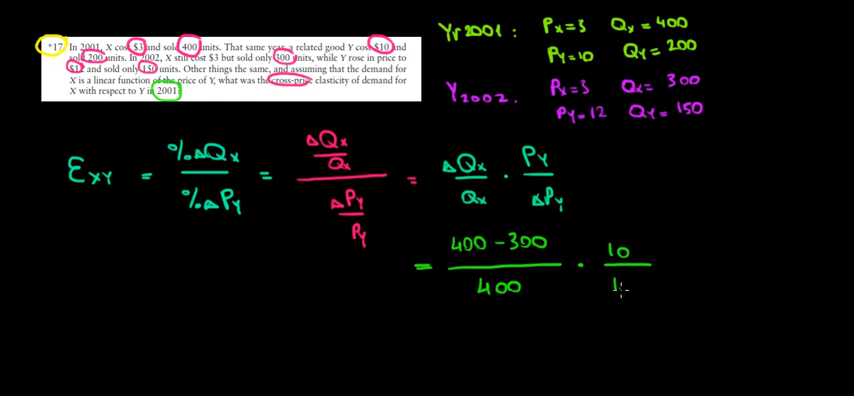 *17 In 2001, X cost $3 and sold 400 units. That same year, a related good Y cost $10 and
sold 200 units. In 2002, X still cost $3 but sold only 300 units, while Y rose in price to
$12 and sold only 150 units. Other things the same, and assuming that the demand for
X is a linear function of the price of Y, what was the cross-price elasticity of demand for
X with respect to Y in 2001?
Yr2001 : Px=3 Qx = 400
Py=10 Qy = 200
Y2002. Px=3 Qx= 300
Py=12 Qy= 150
Exy = %ΔQx / %ΔPy = ΔQx/Qx / ΔPy/Py = ΔQx/Qx . Py/ΔPy
= 400-300 / 400 . 10 /